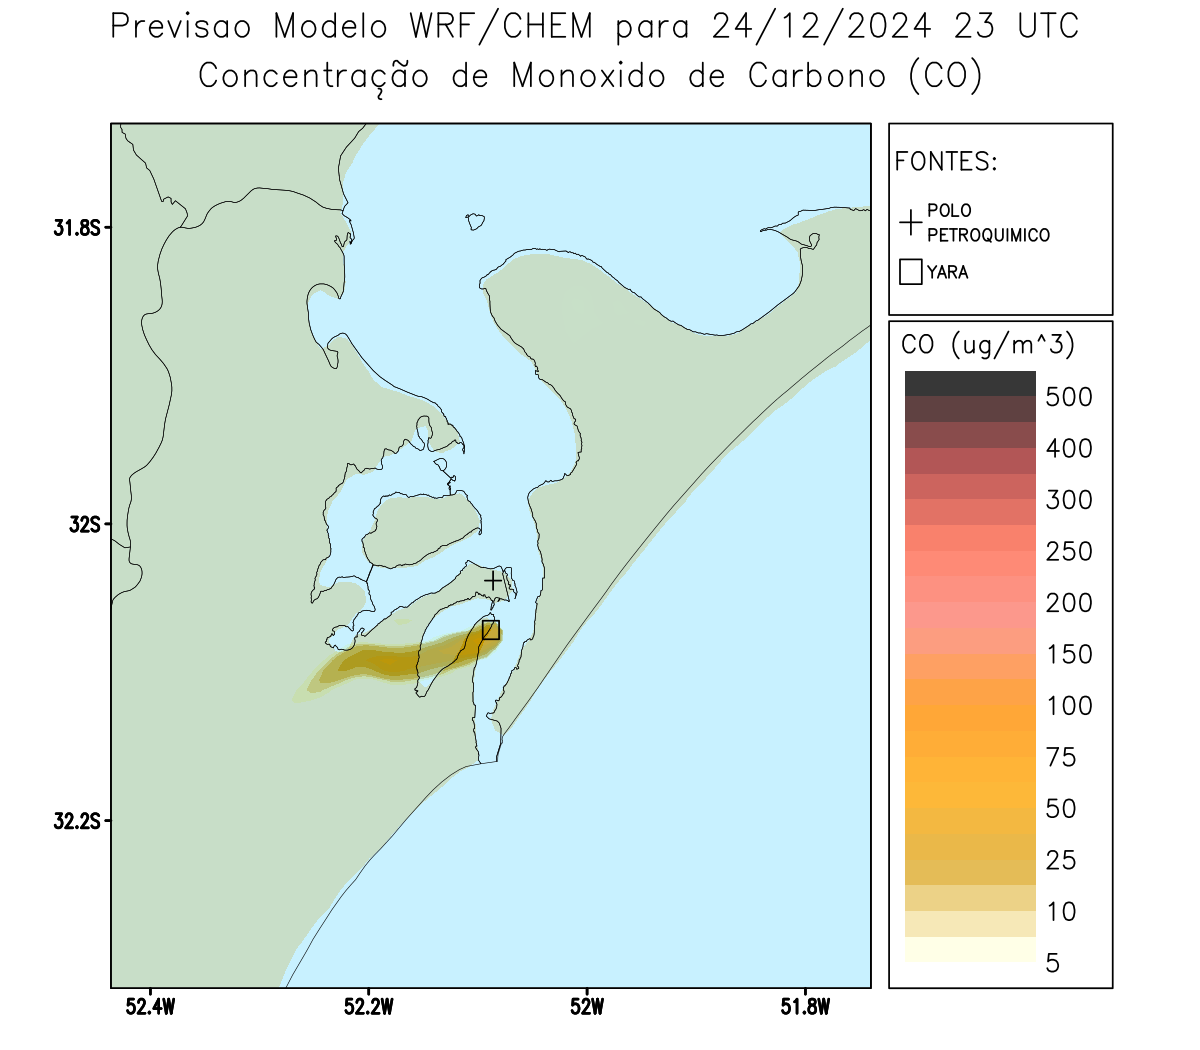 Previsao Modelo WRF/CHEM para 24/12/2024 23 UTC
Concentração de Monoxido de Carbono (CO)
FONTES:
POLO
PETROQUIMICO
YARA
CO (ug/m^3)
500
400
300
250
200
150
100
75
50
25
10
5
31.8S
32S
32.2S
52.4W
52.2W
52W
51.8W